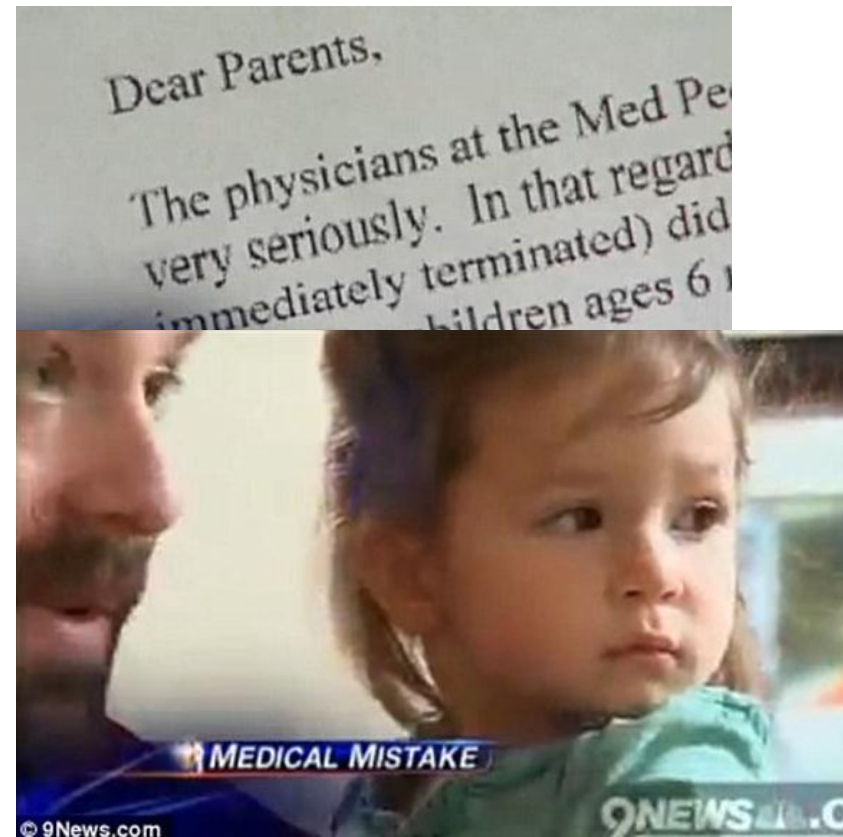 Dear Parents,
The physicians at the Med
very seriously. In that regard
immediately terminated) did
children ages 6
MEDICAL MISTAKE
9NEWS
© 9News.com